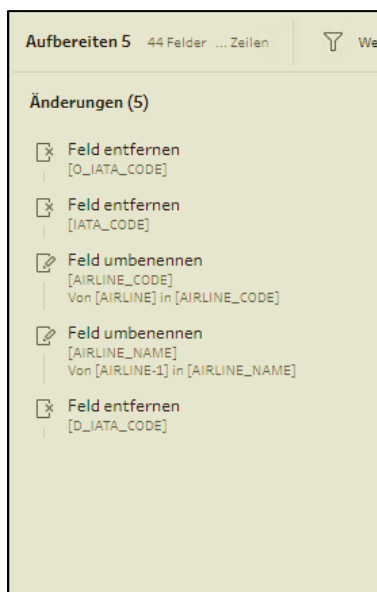 Aufbereiten 5 44 Felder ... Zeilen We
Änderungen (5)
Feld entfernen
[O_IATA_CODE]
Feld entfernen
[IATA_CODE]
Feld umbenennen
[AIRLINE_CODE]
Von [AIRLINE] in [AIRLINE_CODE]
Feld umbenennen
[AIRLINE_NAME]
Von [AIRLINE-1] in [AIRLINE_NAME]
Feld entfernen
[D_IATA_CODE]